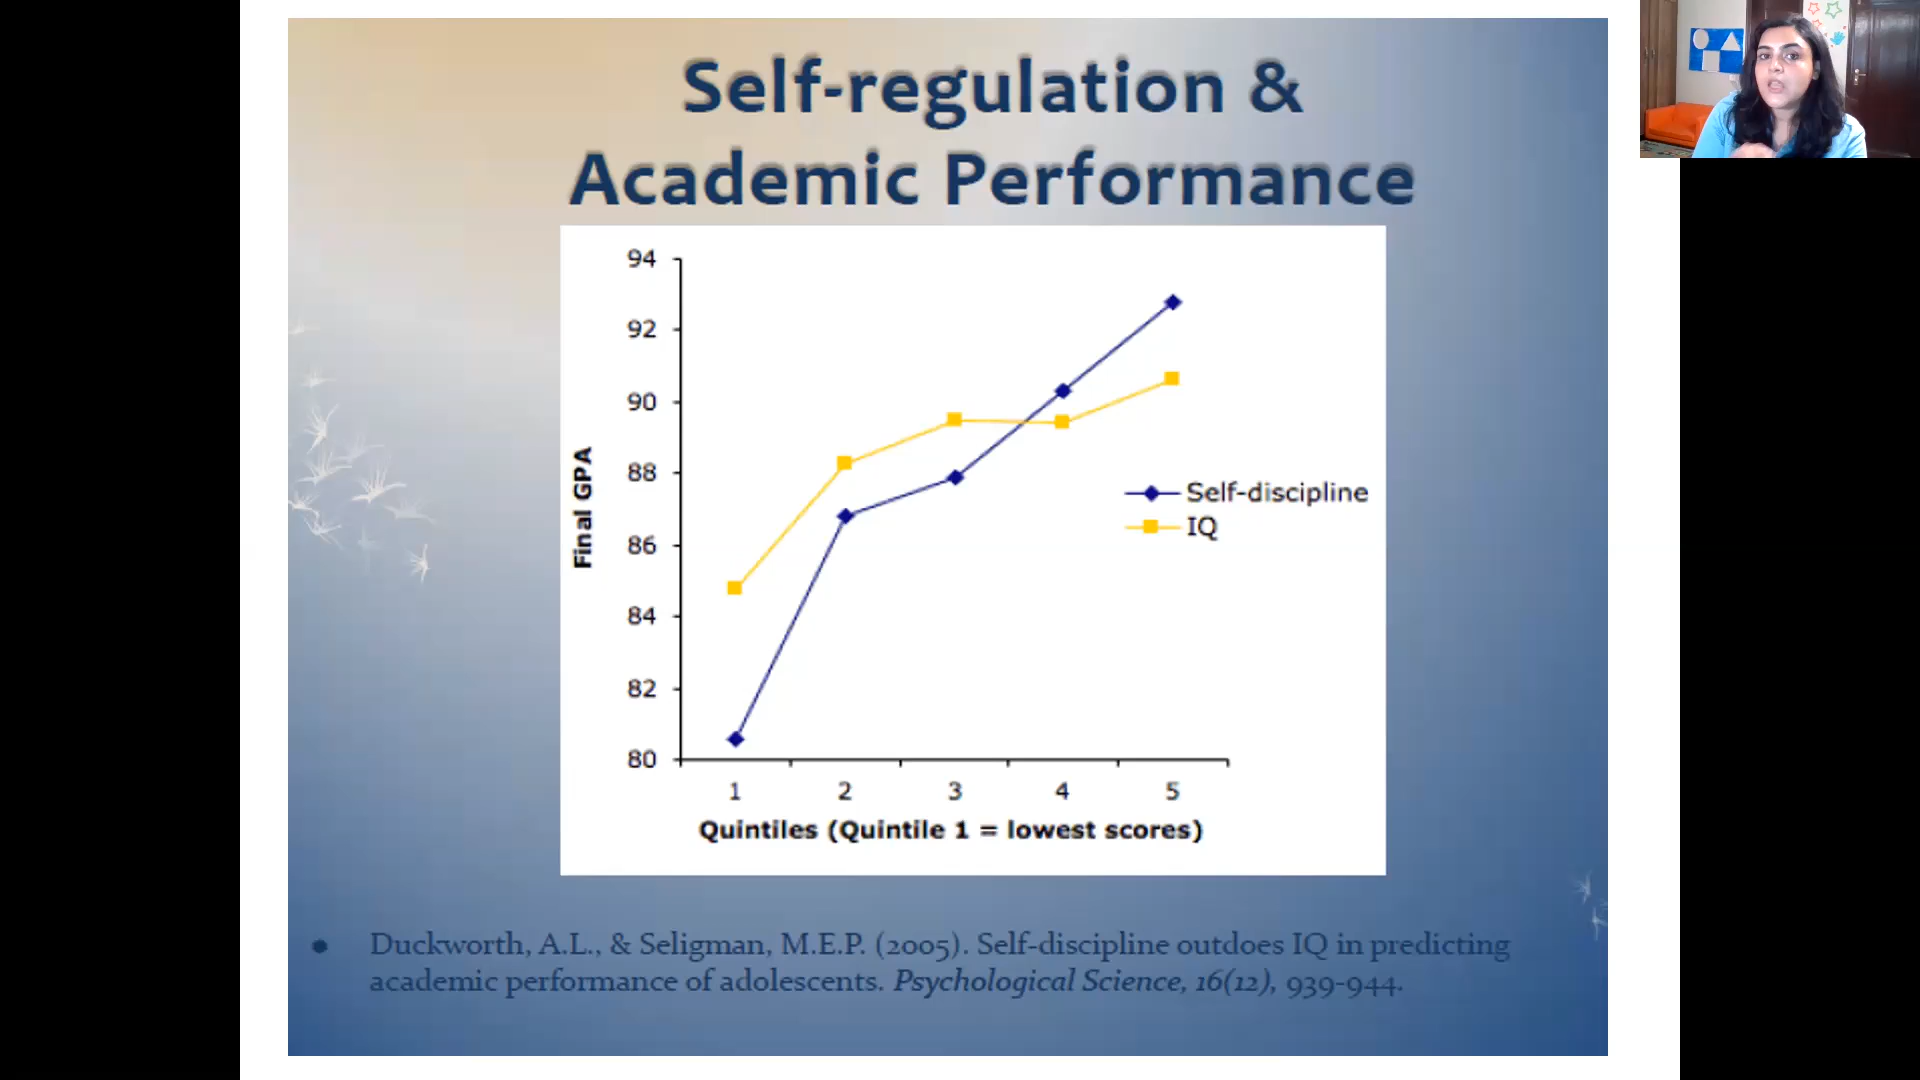 Self-regulation &
Academic Performance
94
92
90
88
86
84
82
80
Final GPA
Self-discipline
IQ
1 2 3 4 5
Quintiles (Quintile 1 = lowest scores)
• Duckworth, A.L., & Seligman, M.E.P. (2005). Self-discipline outdoes IQ in predicting
academic performance of adolescents. Psychological Science, 16(12), 939-944.